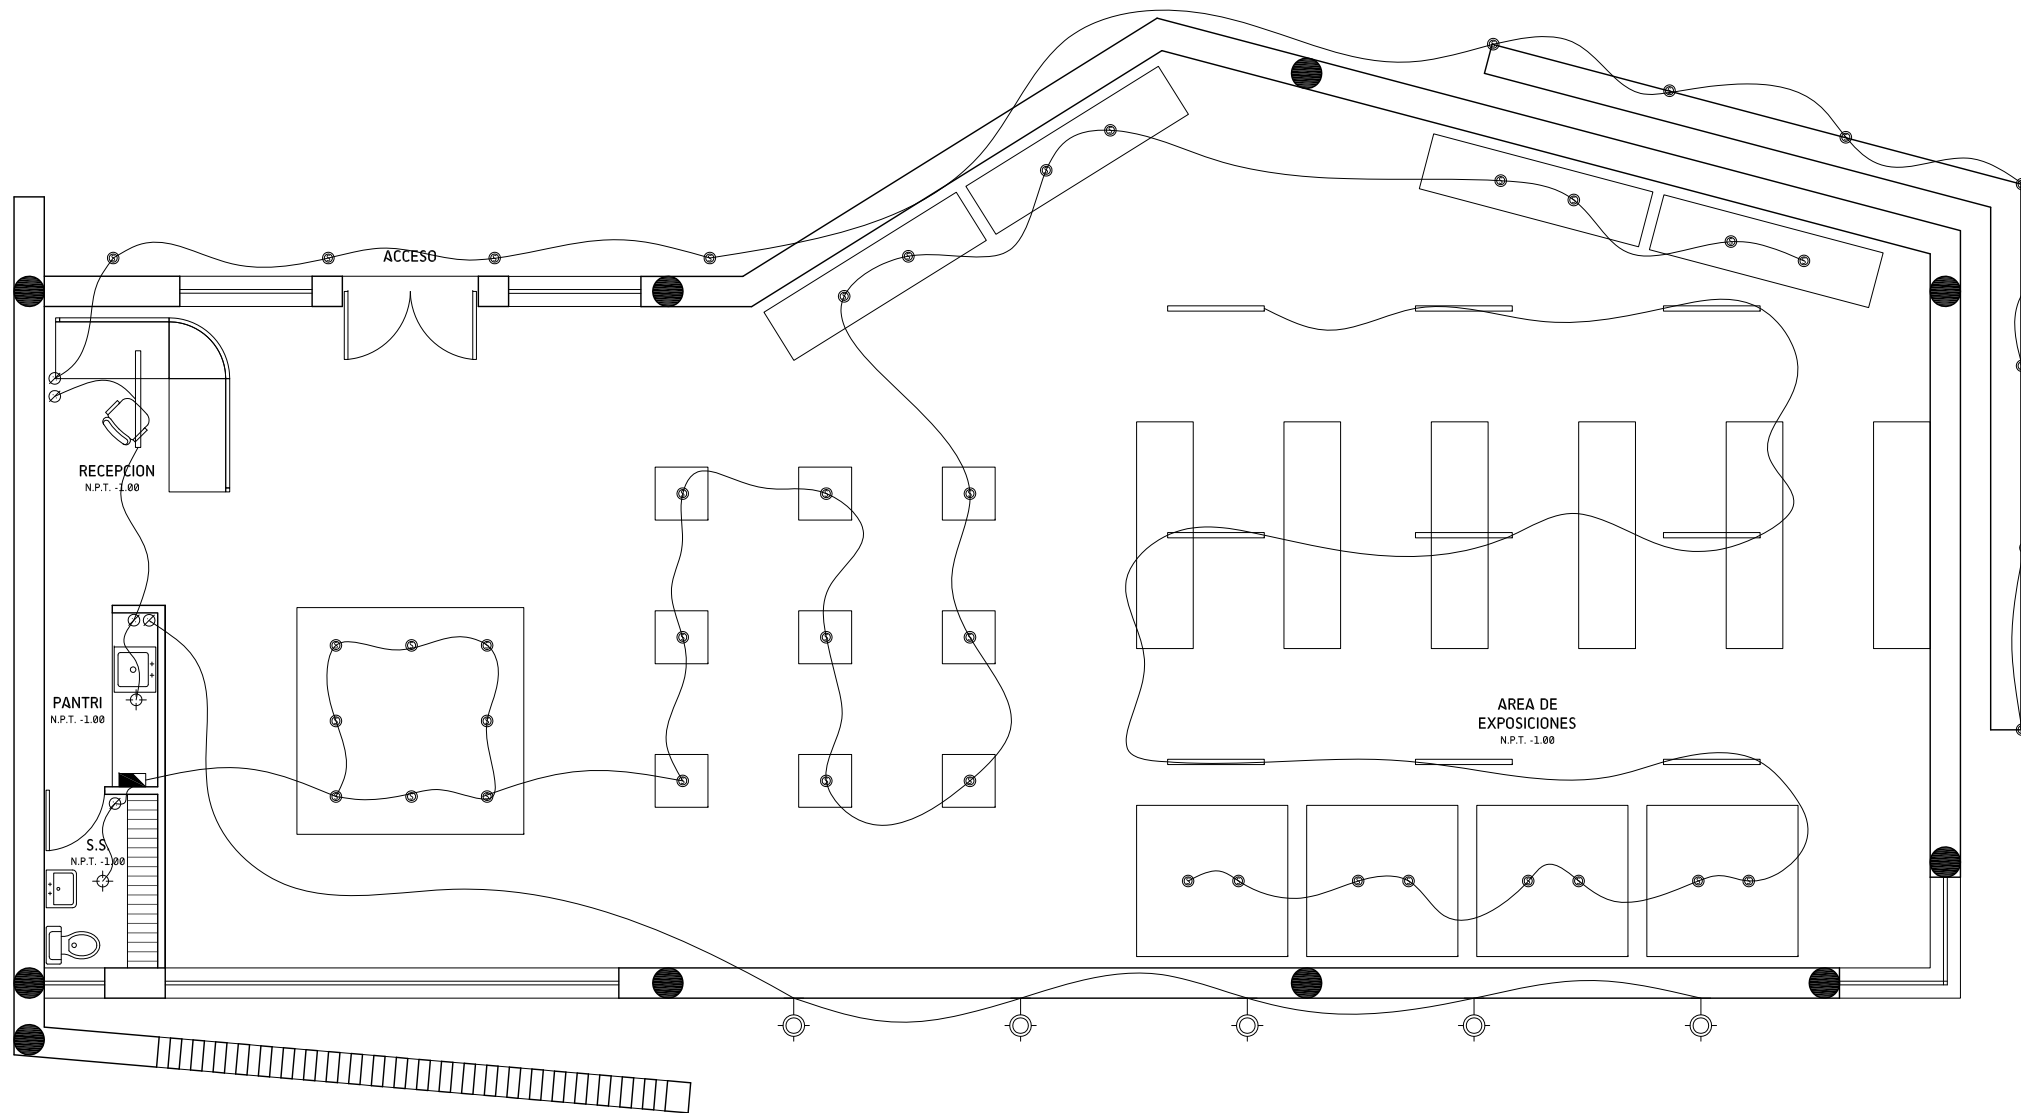 ACCESO
RECEPCION
N.P.T. -1.00
PANTRI
N.P.T. -1.00
AREA DE
EXPOSICIONES
N.P.T. -1.00
S.S.
N.P.T. -1.00